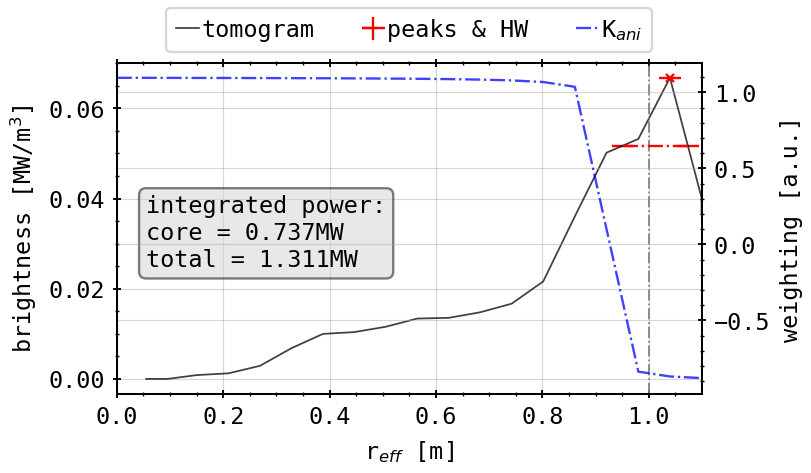 tomogram peaks & HW K_ani
brightness [MW/m³]
0.06
0.04
0.02
0.00
integrated power:
core = 0.737MW
total = 1.311MW
1.0
0.5
0.0
−0.5
weighting [a.u.]
0.0 0.2 0.4 0.6 0.8 1.0
r_eff [m]